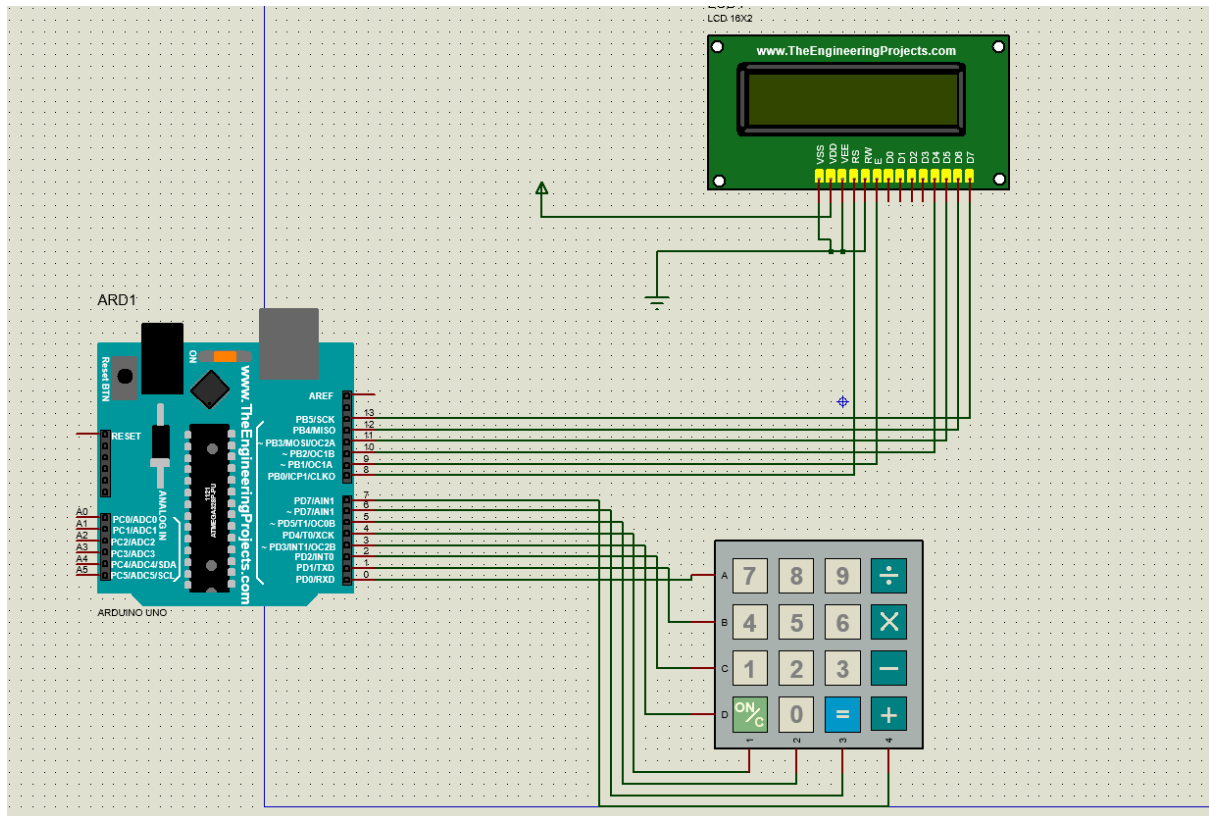 LCD 16X2
www.TheEngineeringProjects.com
VSS
VDD
VEE
RS
RW
E
D0
D1
D2
D3
D4
D5
D6
D7
ARD1
Reset BTN
ON
www.TheEngineeringProjects.com
AREF
PB5/SCK
13
PB4/MISO
12
~ PB3/MOSI/OC2A
11
~ PB2/OC1B
10
~ PB1/OC1A
9
PB0/ICP1/CLKO
8
RESET
ANALOG IN
1121
ATMEGA328P-PU
PD7/AIN1
7
~ PD7/AIN1
6
~ PD5/T1/OC0B
5
PD4/T0/XCK
4
~ PD3/INT1/OC2B
3
PD2/INT0
2
PD1/TXD
1
PD0/RXD
0
A0
PC0/ADC0
A1
PC1/ADC1
A2
PC2/ADC2
A3
PC3/ADC3
A4
PC4/ADC4/SDA
A5
PC5/ADC5/SCL
ARDUINO UNO
A
7
8
9
÷
B
4
5
6
×
C
1
2
3
−
D
ON/C
0
=
+
1
2
3
4